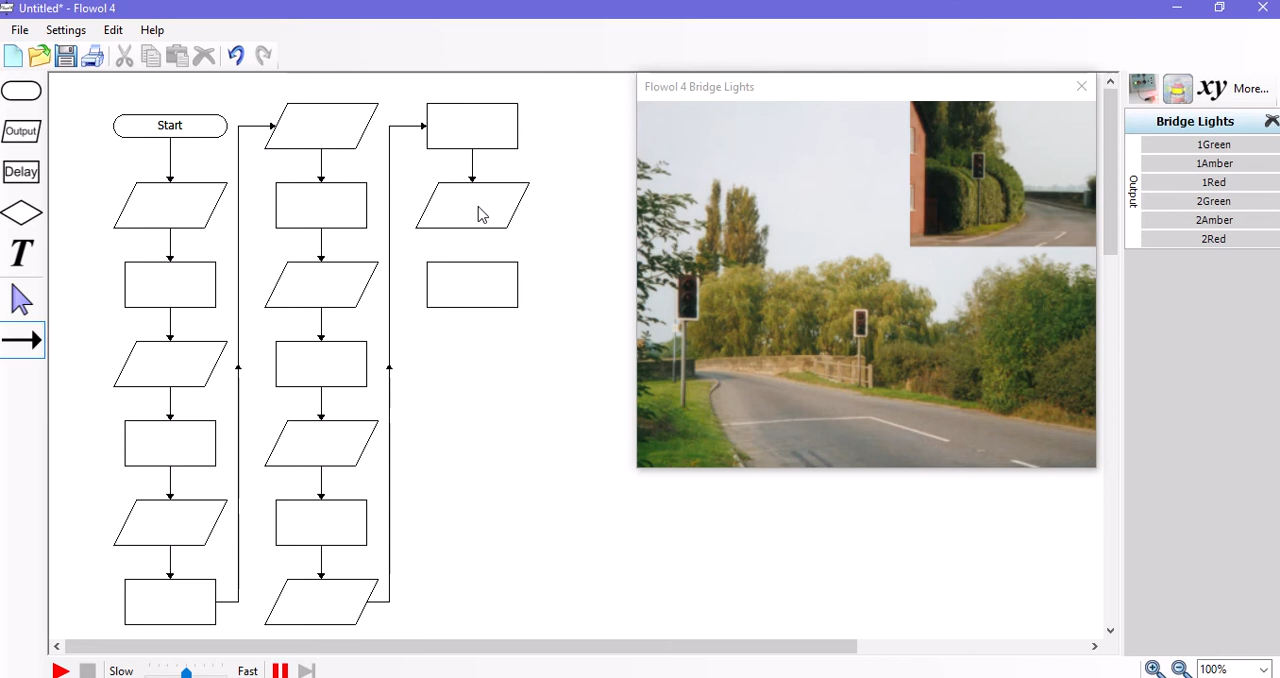 Untitled* - Flowol 4
File Settings Edit Help
Output
Delay
T
Start
Flowol 4 Bridge Lights
xy More...
Bridge Lights
Output
1Green
1Amber
1Red
2Green
2Amber
2Red
Slow Fast
100%